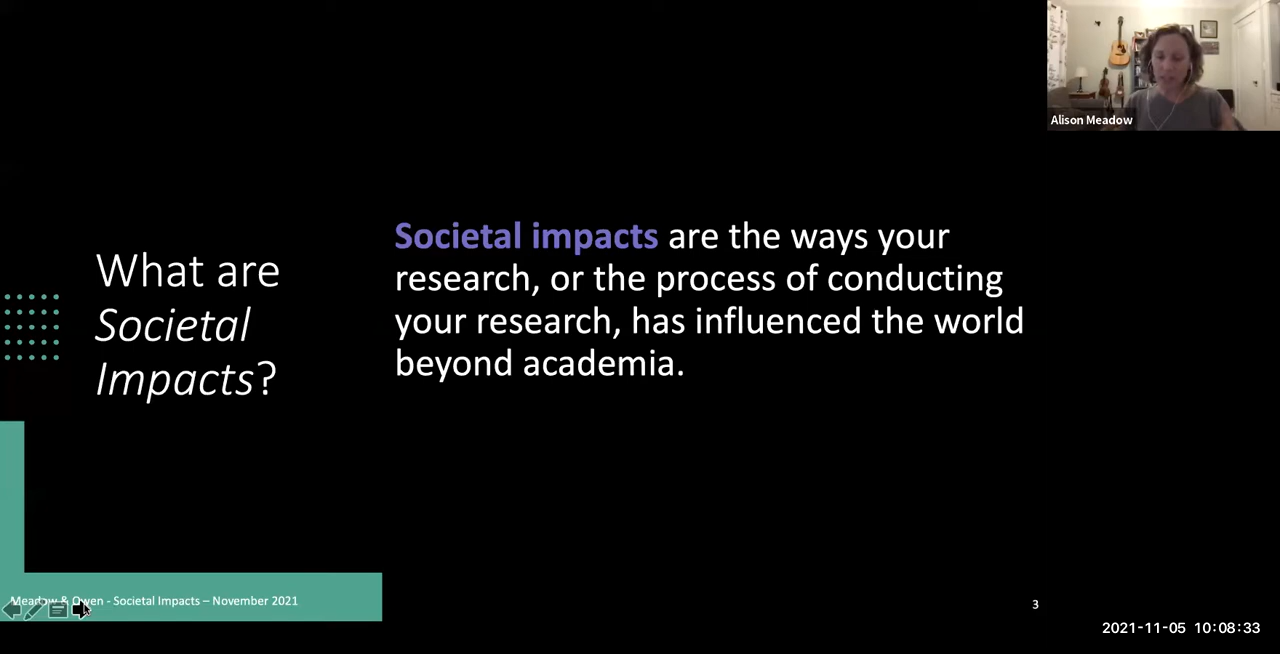 Alison Meadow
What are
Societal
Impacts?
Societal impacts are the ways your
research, or the process of conducting
your research, has influenced the world
beyond academia.
Meadow & Owen - Societal Impacts – November 2021
3
2021-11-05 10:08:33